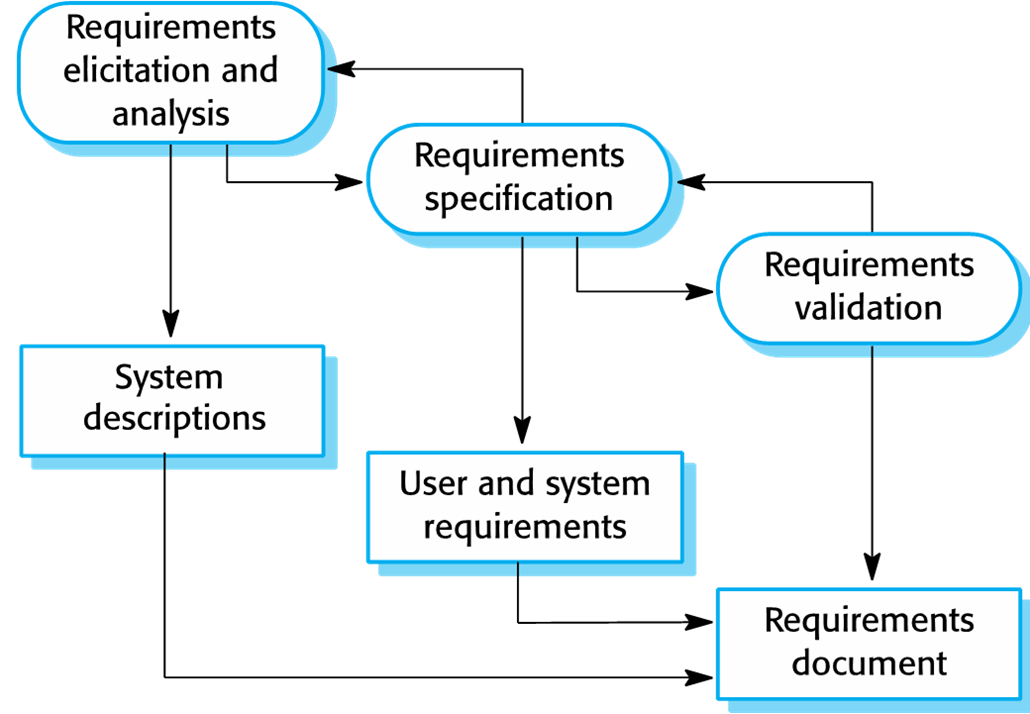 Requirements
elicitation and
analysis
Requirements
specification
Requirements
validation
System
descriptions
User and system
requirements
Requirements
document